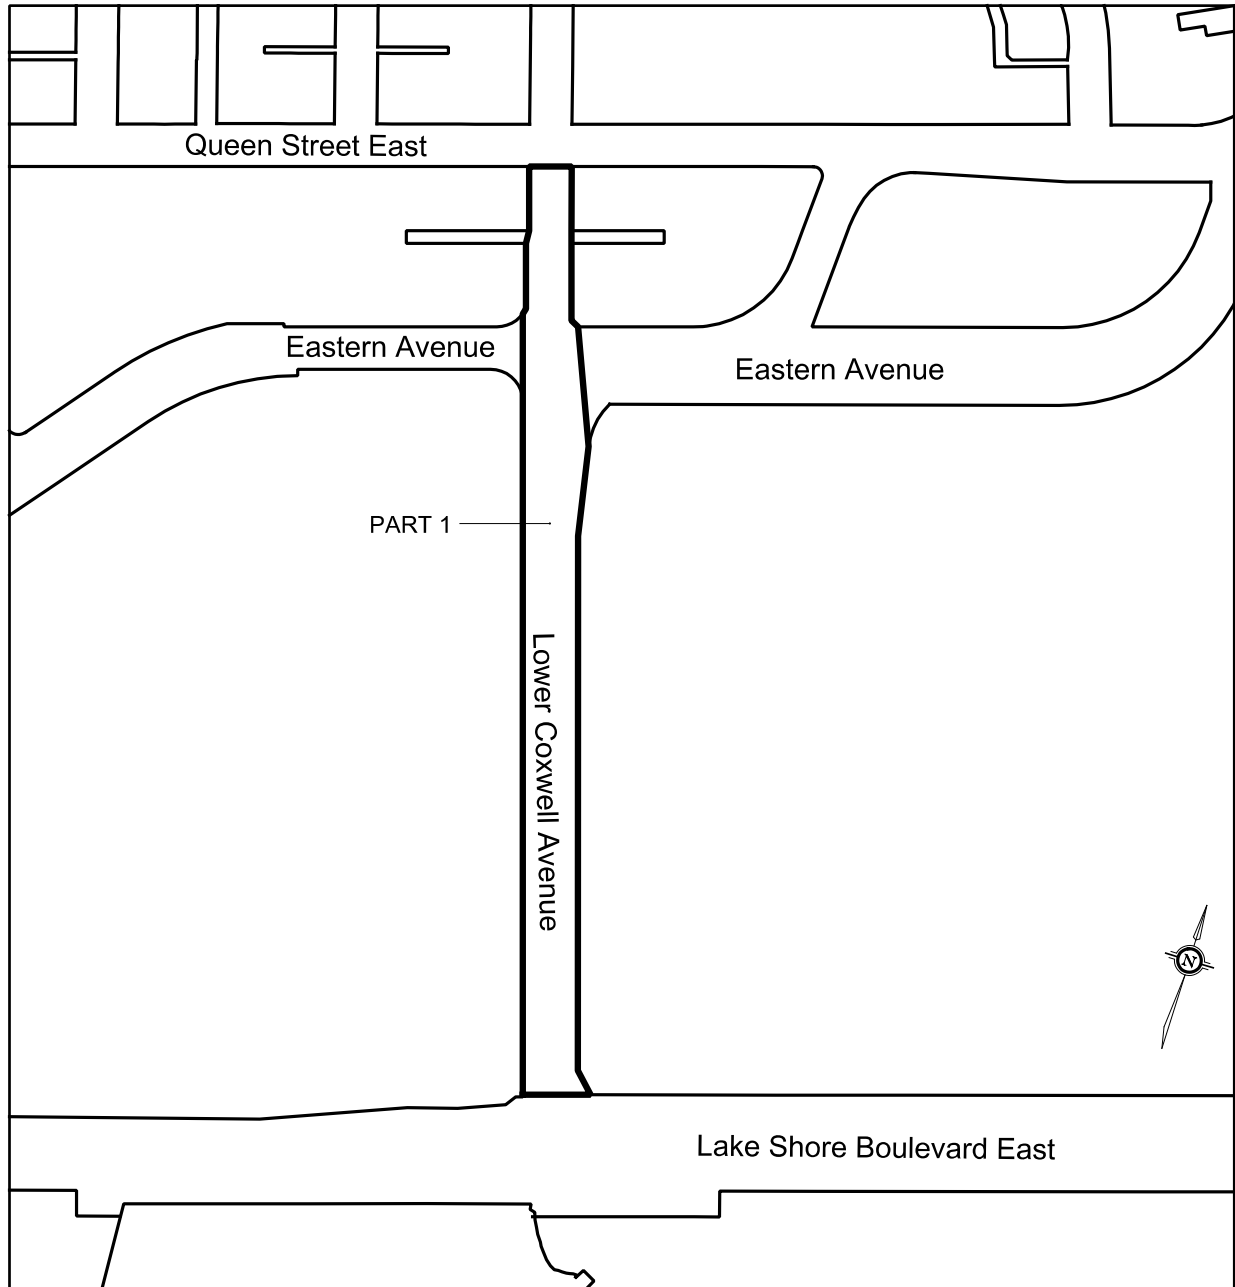 Queen Street East
Eastern Avenue
Eastern Avenue
PART 1
Lower Coxwell Avenue
N
Lake Shore Boulevard East